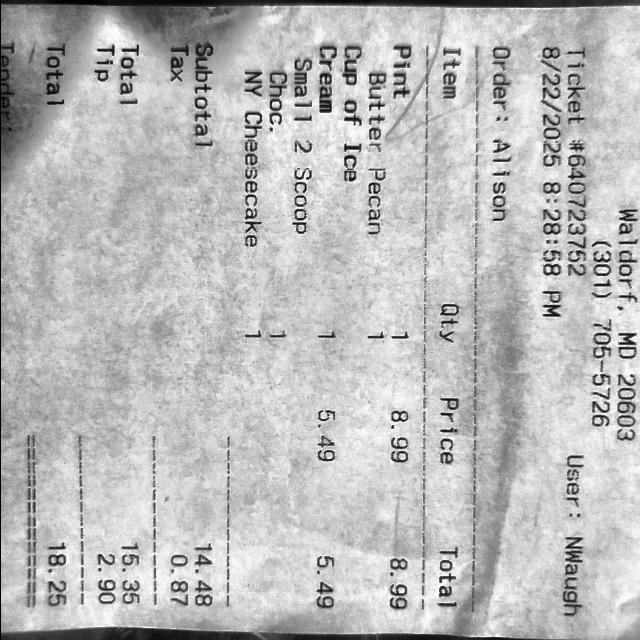 Waldorf, MD 20603
(301) 705-5726
Ticket #640723752 User: NWaugh
8/22/2025 8:28:58 PM
Order: Alison
Item Qty Price Total
Pint 1 8.99 8.99
Butter Pecan 1
Cup of Ice
Cream 1 5.49 5.49
Small 2 Scoop
Choc. 1
NY Cheesecake 1
Subtotal 14.48
Tax 0.87
Total 15.35
Tip 2.90
Total 18.25
Tender: